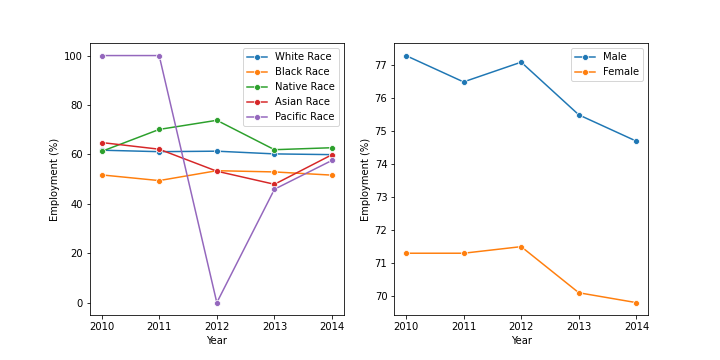 100
80
60
40
20
0
Employment (%)
2010 2011 2012 2013 2014
Year
White Race
Black Race
Native Race
Asian Race
Pacific Race
77
76
75
74
73
72
71
70
Employment (%)
2010 2011 2012 2013 2014
Year
Male
Female